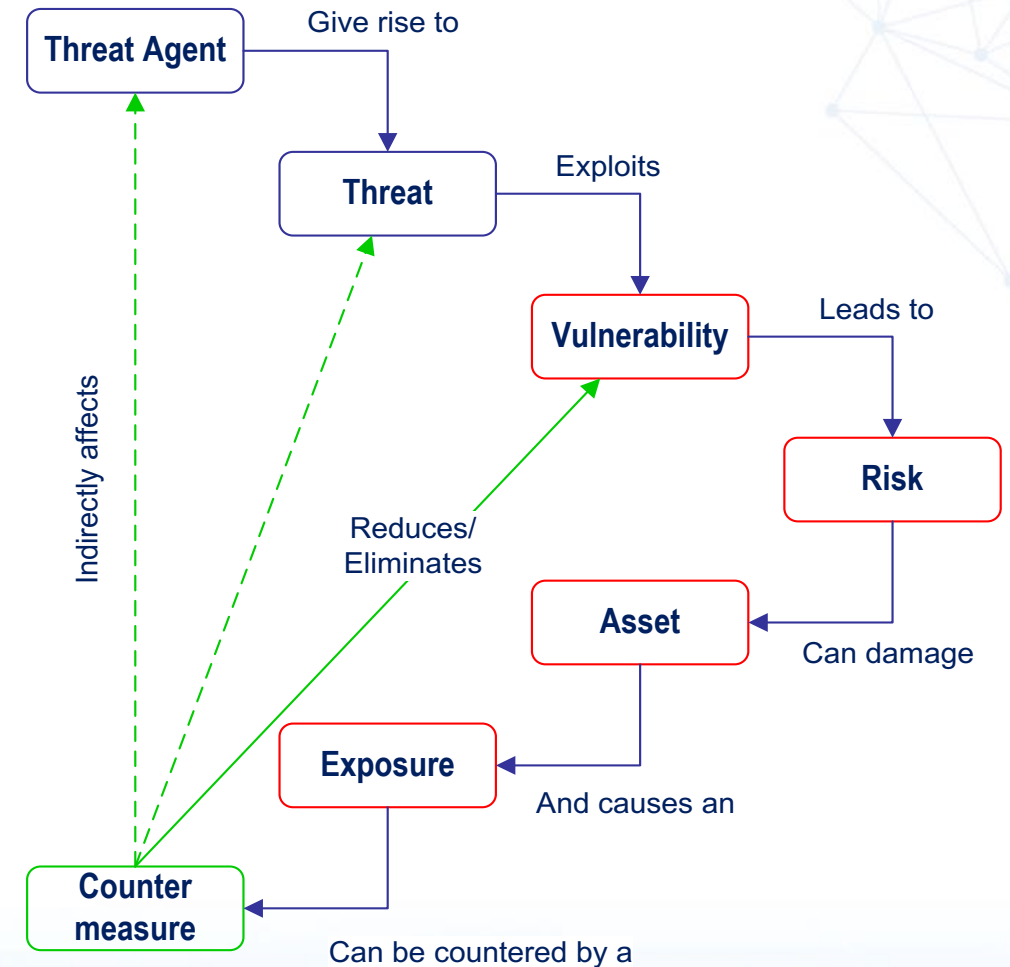 Give rise to
Threat Agent
Exploits
Threat
Leads to
Vulnerability
Risk
Indirectly affects
Reduces/
Eliminates
Asset
Can damage
Exposure
And causes an
Counter
measure
Can be countered by a